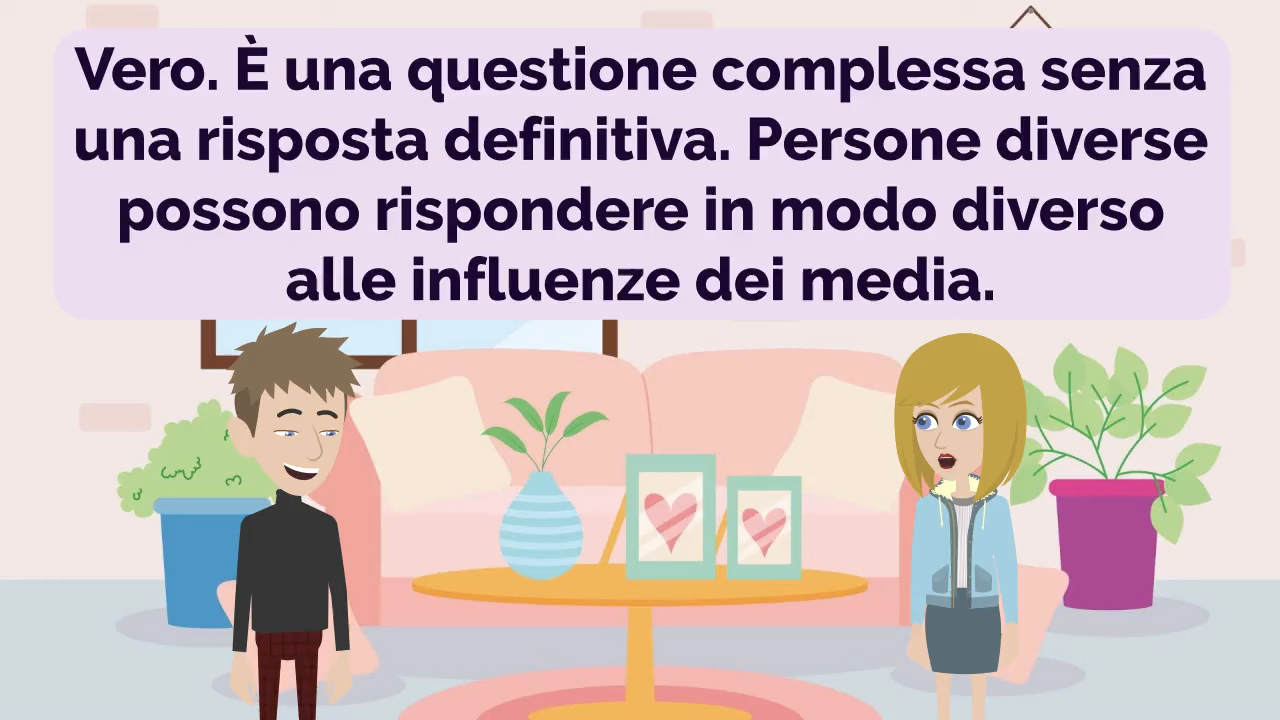 Vero. È una questione complessa senza
una risposta definitiva. Persone diverse
possono rispondere in modo diverso
alle influenze dei media.